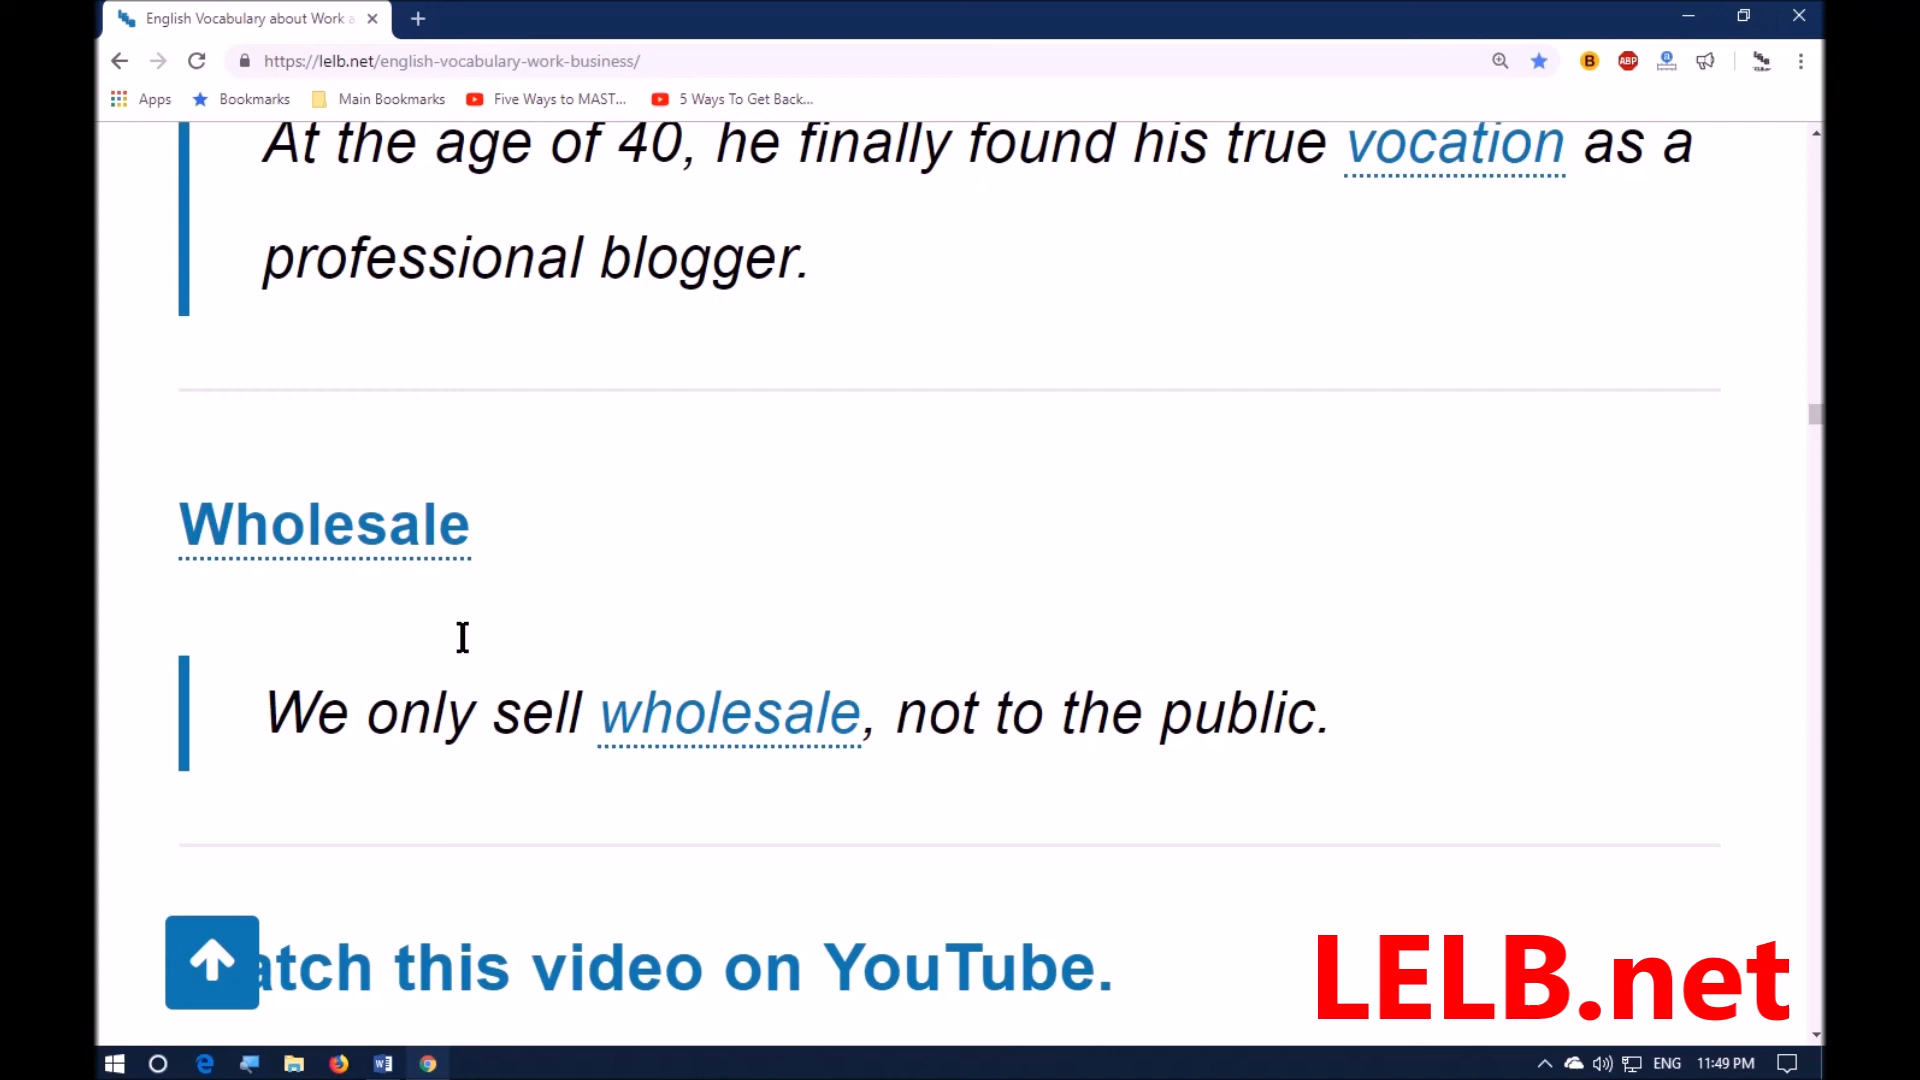 English Vocabulary about Work a
https://lelb.net/english-vocabulary-work-business/
B ABP
Apps Bookmarks Main Bookmarks Five Ways to MAST... 5 Ways To Get Back...
At the age of 40, he finally found his true vocation as a
professional blogger.
Wholesale
We only sell wholesale, not to the public.
atch this video on YouTube.
LELB.net
ENG 11:49 PM